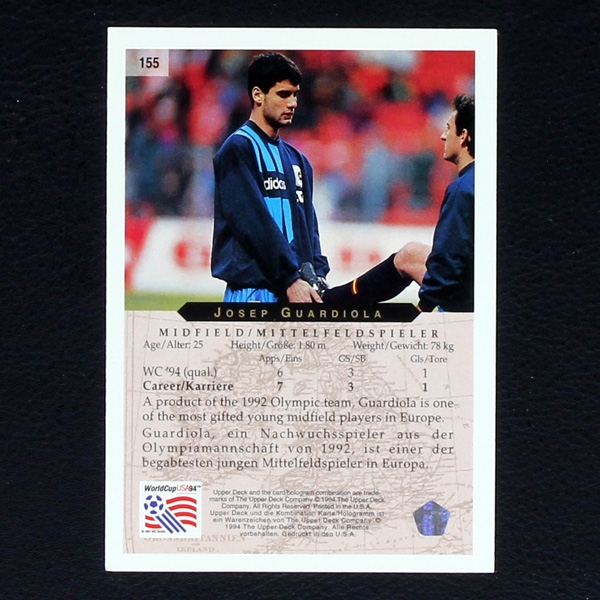 155
adidas
JOSEP GUARDIOLA
MIDFIELD/MITTELFELDSPIELER
Age/Alter: 25 Height/Größe: 1.80 m Weight/Gewicht: 78 kg
Apps/Eins GS/SB Gls/Tore
WC '94 (qual.) 6 3 1
Career/Karriere 7 3 1
A product of the 1992 Olympic team, Guardiola is one
of the most gifted young midfield players in Europe.
Guardiola, ein Nachwuchsspieler aus der
Olympiamannschaft von 1992, ist einer der
begabtesten jungen Mittelfeldspieler in Europa.
WorldCupUSA94
Upper Deck and the card/hologram combination are trade-
marks of The Upper Deck Company © 1994 The Upper Deck
Company. All Rights Reserved. Printed in the U.S.A.
Upper Deck und die Kombination Karte/Hologramm ist
ein Warenzeichen von The Upper Deck Company. ©
1994 The Upper Deck Company. Alle Rechte
vorbehalten. Gedruckt in den U.S.A.
IRELAND